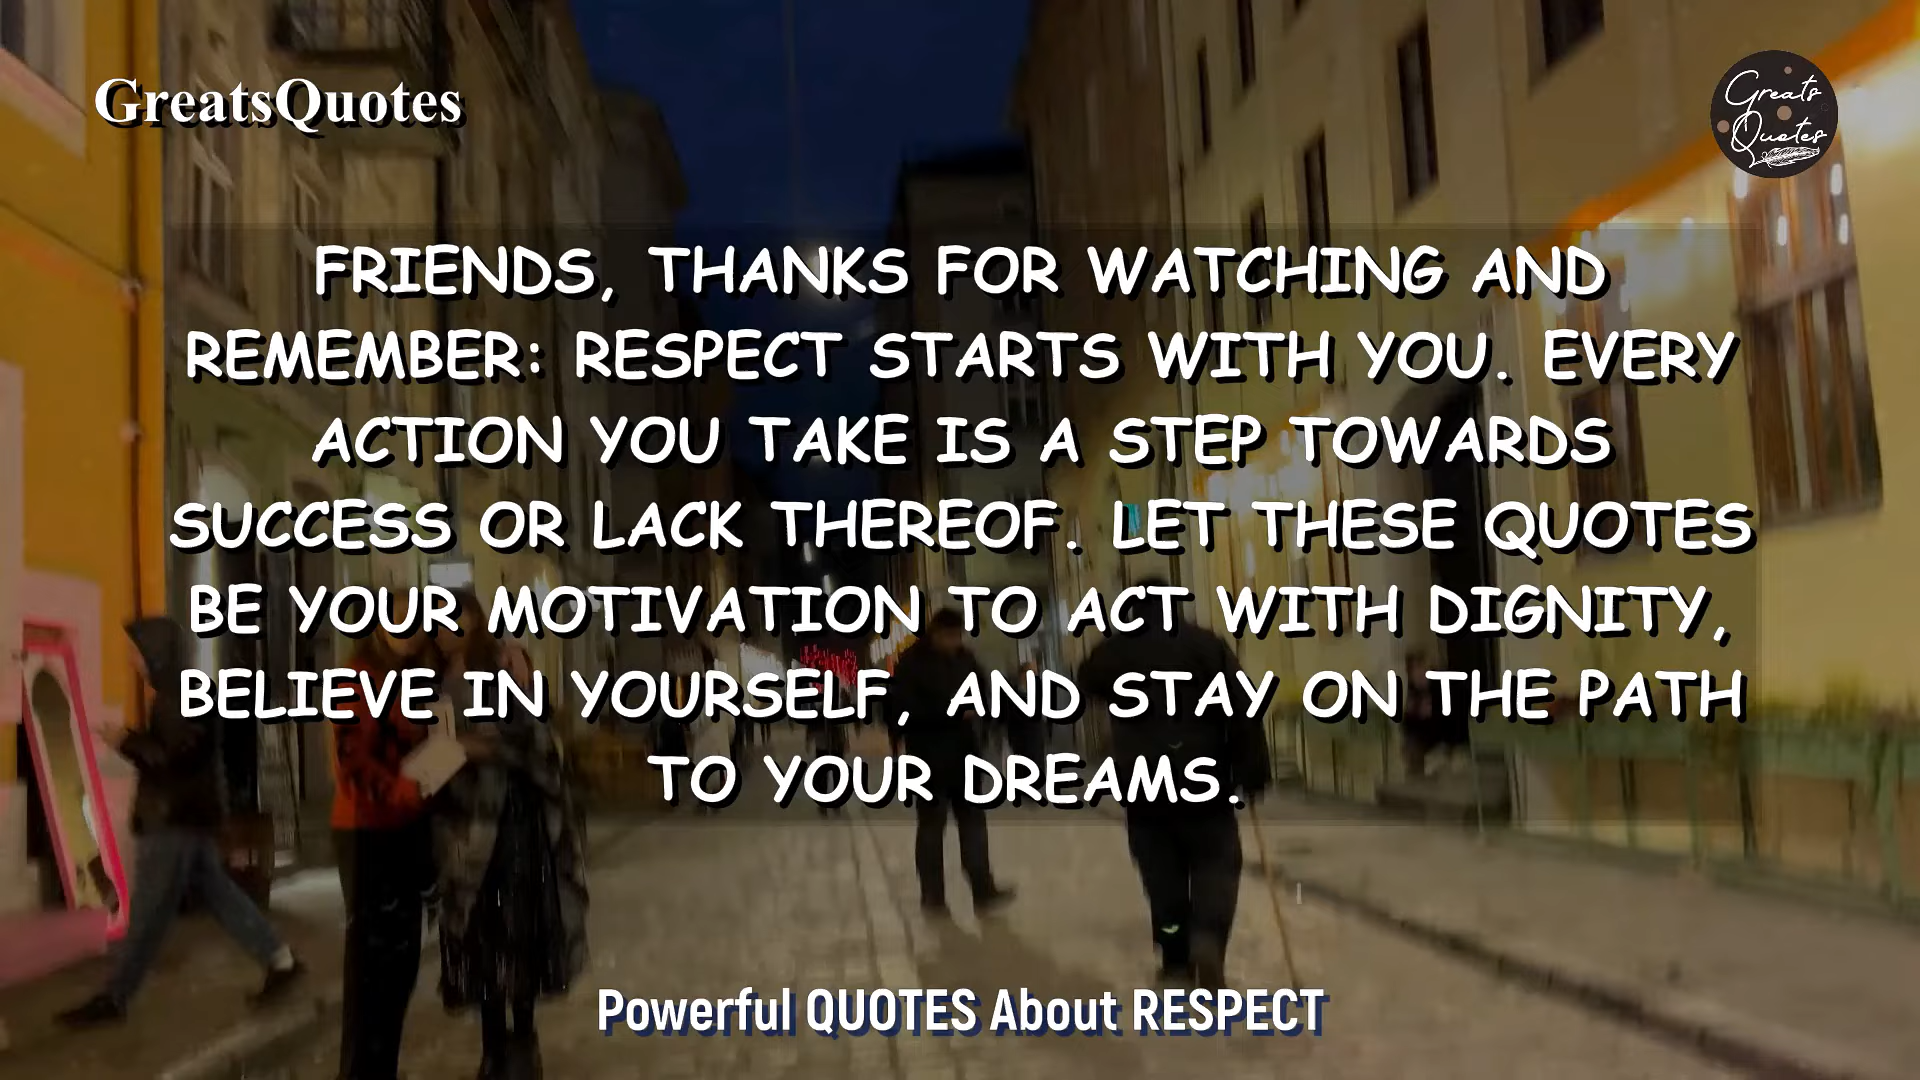 GreatsQuotes
Greats
Quotes
FRIENDS, THANKS FOR WATCHING AND
REMEMBER: RESPECT STARTS WITH YOU. EVERY
ACTION YOU TAKE IS A STEP TOWARDS
SUCCESS OR LACK THEREOF. LET THESE QUOTES
BE YOUR MOTIVATION TO ACT WITH DIGNITY,
BELIEVE IN YOURSELF, AND STAY ON THE PATH
TO YOUR DREAMS.
Powerful QUOTES About RESPECT